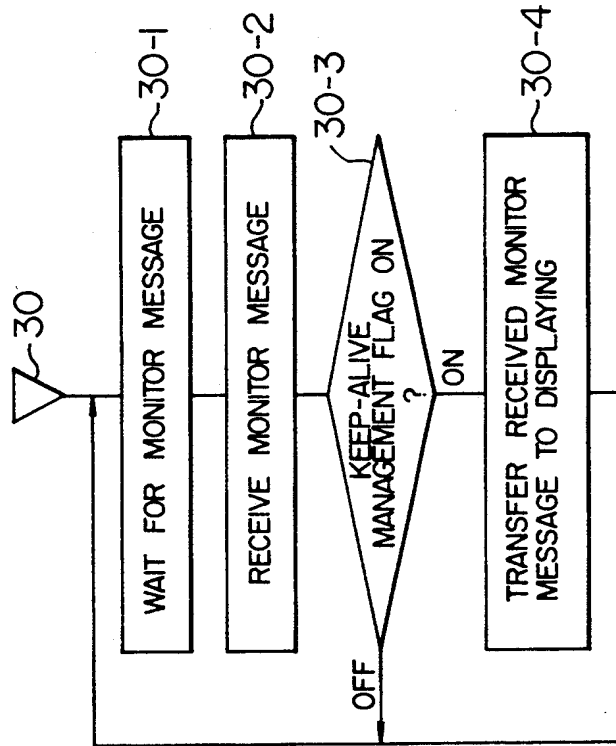 30
30-1
WAIT FOR MONITOR MESSAGE
30-2
RECEIVE MONITOR MESSAGE
30-3
KEEP-ALIVE
MANAGEMENT FLAG ON
?
OFF
ON
30-4
TRANSFER RECEIVED MONITOR
MESSAGE TO DISPLAYING